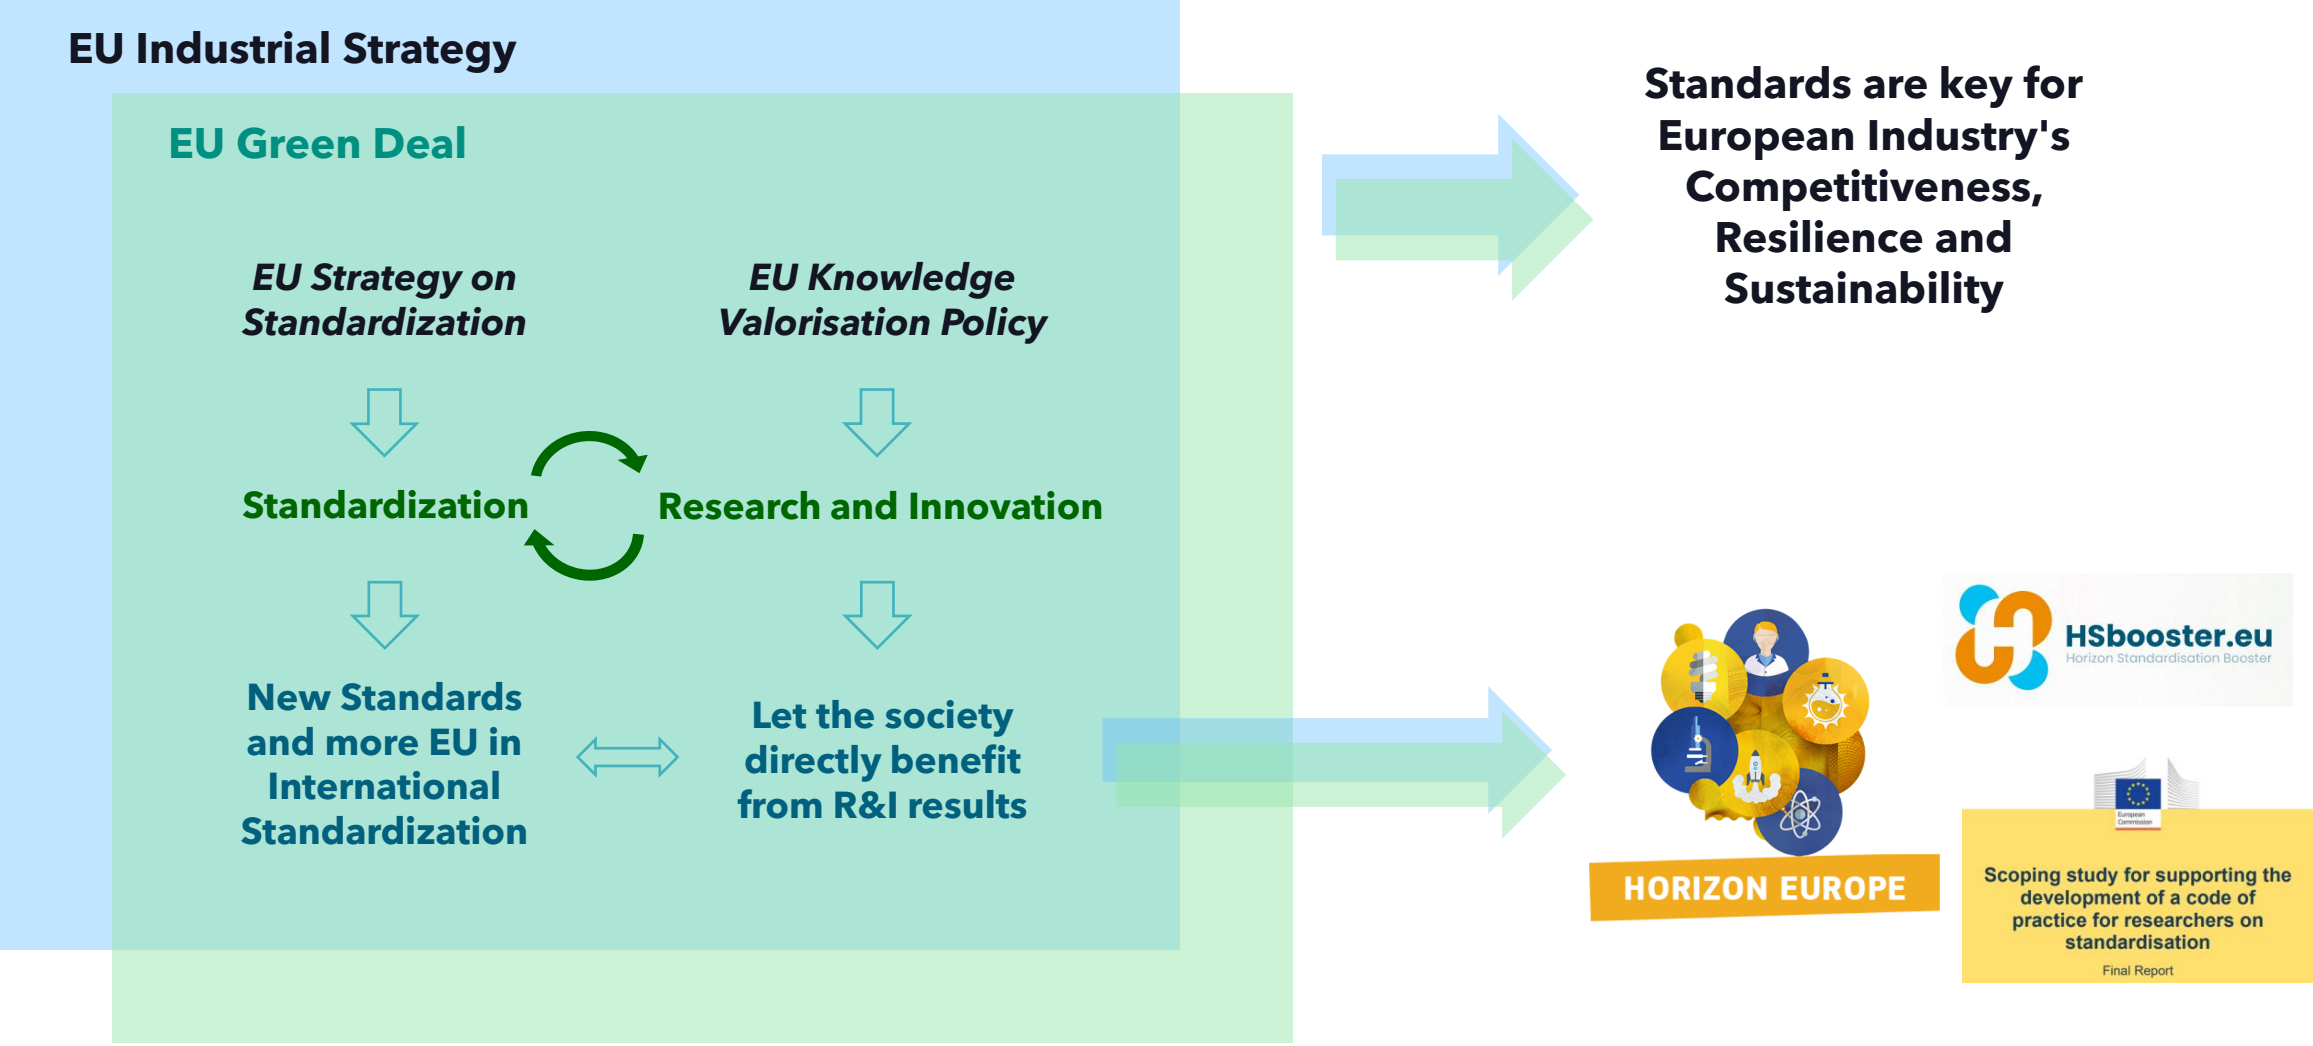 EU Industrial Strategy
EU Green Deal
EU Strategy on
Standardization
EU Knowledge
Valorisation Policy
Standardization
Research and Innovation
New Standards
and more EU in
International
Standardization
Let the society
directly benefit
from R&I results
Standards are key for
European Industry's
Competitiveness,
Resilience and
Sustainability
HORIZON EUROPE
HSbooster.eu
Horizon Standardisation Booster
European
Commission
Scoping study for supporting the
development of a code of
practice for researchers on
standardisation
Final Report